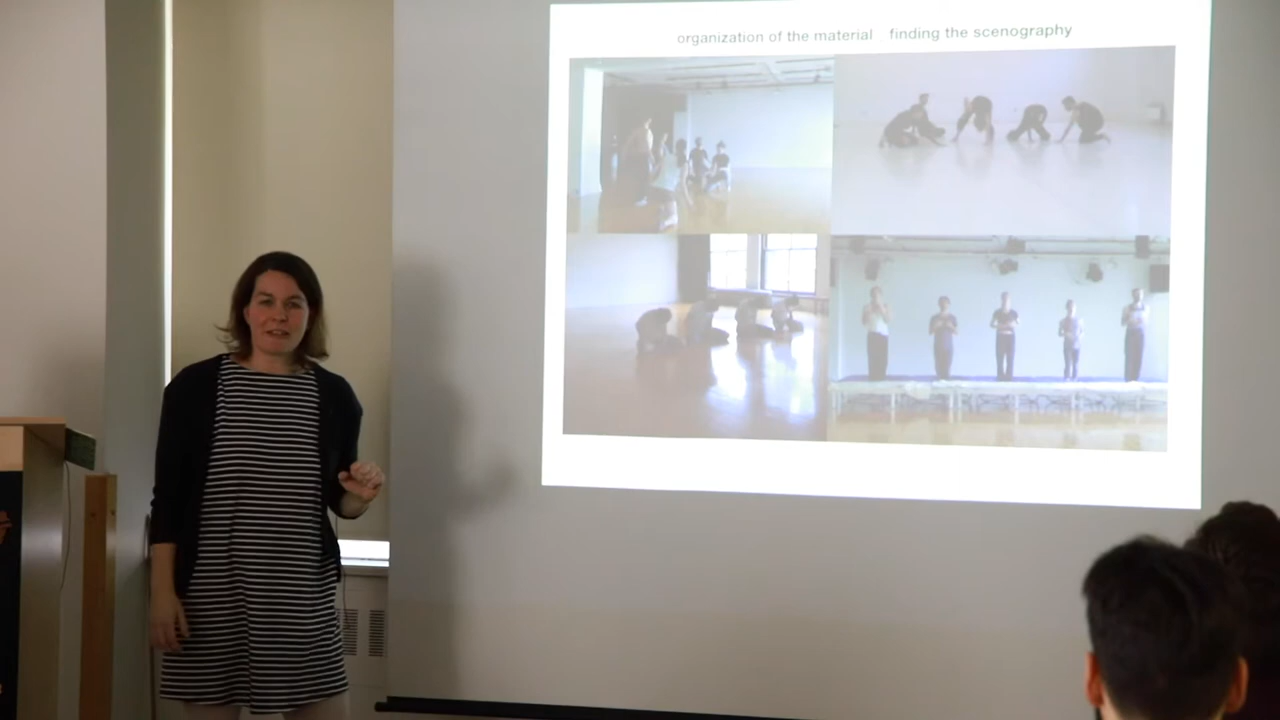 organization of the material finding the scenography